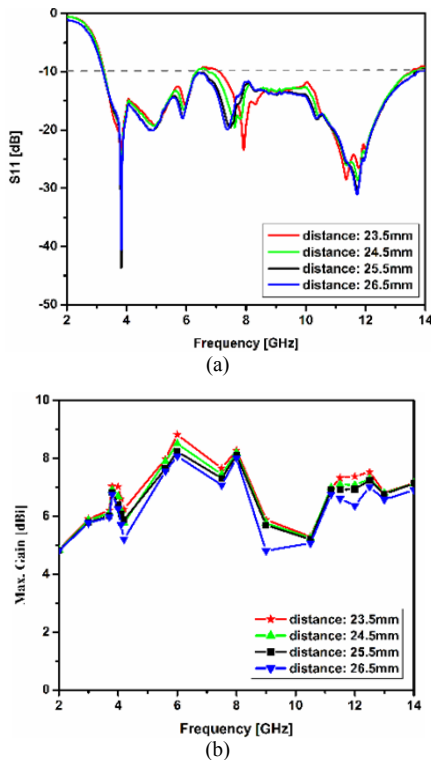 0
-10
-20
-30
-40
-50
S11 [dB]
distance: 23.5mm
distance: 24.5mm
distance: 25.5mm
distance: 26.5mm
2 4 6 8 10 12 14
Frequency [GHz]
(a)
10
8
6
4
2
0
Max. Gain [dBi]
distance: 23.5mm
distance: 24.5mm
distance: 25.5mm
distance: 26.5mm
2 4 6 8 10 12 14
Frequency [GHz]
(b)